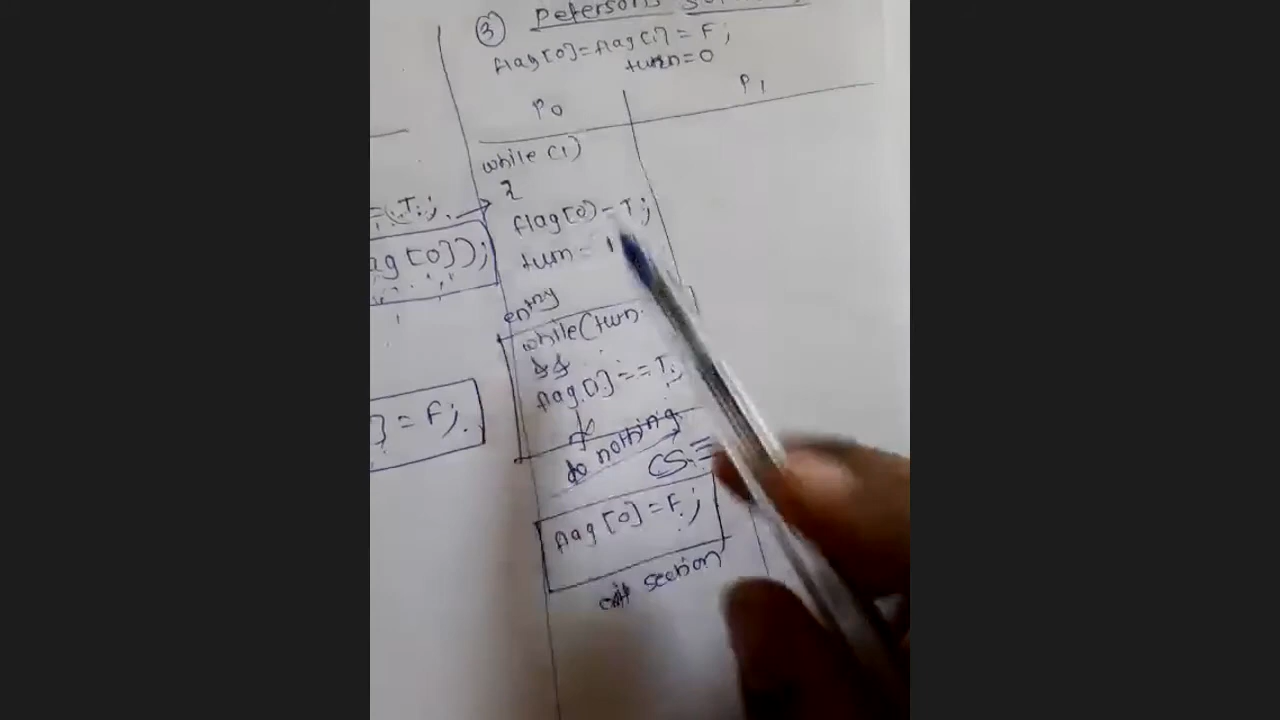 ③ Peterson's
flag[0]=flag[1] = F;
turn=0
P0
P1
while(1)
{
flag[0]=T;
turn=1
entry
while(turn
&&
flag[1]==T;
do nothing
CS
flag[0]=F;
exit section
=T;
ag[0]);
] = F;